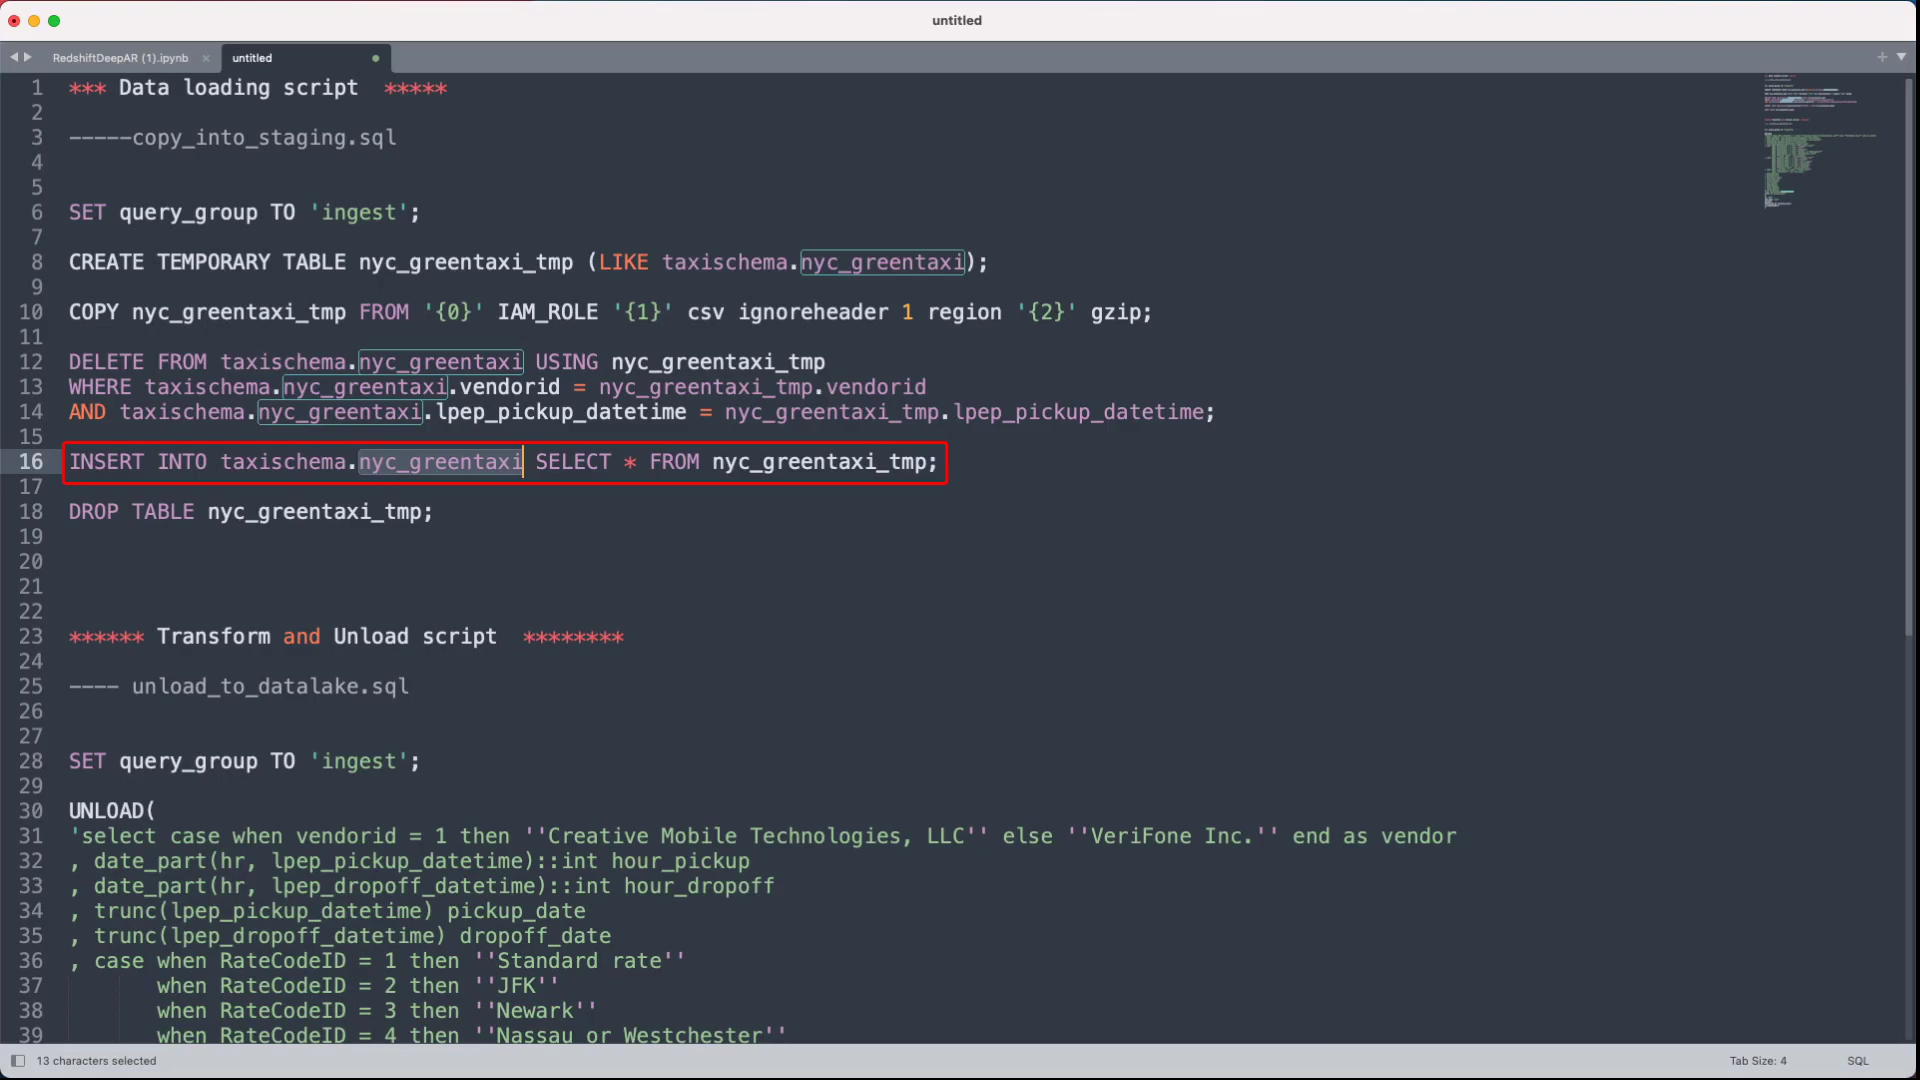 untitled
RedshiftDeepAR (1).ipynb
untitled
1 *** Data loading script *****
2
3 -----copy_into_staging.sql
4
5
6 SET query_group TO 'ingest';
7
8 CREATE TEMPORARY TABLE nyc_greentaxi_tmp (LIKE taxischema.nyc_greentaxi);
9
10 COPY nyc_greentaxi_tmp FROM '{0}' IAM_ROLE '{1}' csv ignoreheader 1 region '{2}' gzip;
11
12 DELETE FROM taxischema.nyc_greentaxi USING nyc_greentaxi_tmp
13 WHERE taxischema.nyc_greentaxi.vendorid = nyc_greentaxi_tmp.vendorid
14 AND taxischema.nyc_greentaxi.lpep_pickup_datetime = nyc_greentaxi_tmp.lpep_pickup_datetime;
15
16 INSERT INTO taxischema.nyc_greentaxi SELECT * FROM nyc_greentaxi_tmp;
17
18 DROP TABLE nyc_greentaxi_tmp;
19
20
21
22
23 ****** Transform and Unload script ********
24
25 ---- unload_to_datalake.sql
26
27
28 SET query_group TO 'ingest';
29
30 UNLOAD(
31 'select case when vendorid = 1 then ''Creative Mobile Technologies, LLC'' else ''VeriFone Inc.'' end as vendor
32 , date_part(hr, lpep_pickup_datetime)::int hour_pickup
33 , date_part(hr, lpep_dropoff_datetime)::int hour_dropoff
34 , trunc(lpep_pickup_datetime) pickup_date
35 , trunc(lpep_dropoff_datetime) dropoff_date
36 , case when RateCodeID = 1 then ''Standard rate''
37 when RateCodeID = 2 then ''JFK''
38 when RateCodeID = 3 then ''Newark''
39 when RateCodeID = 4 then ''Nassau or Westchester''
13 characters selected
Tab Size: 4
SQL